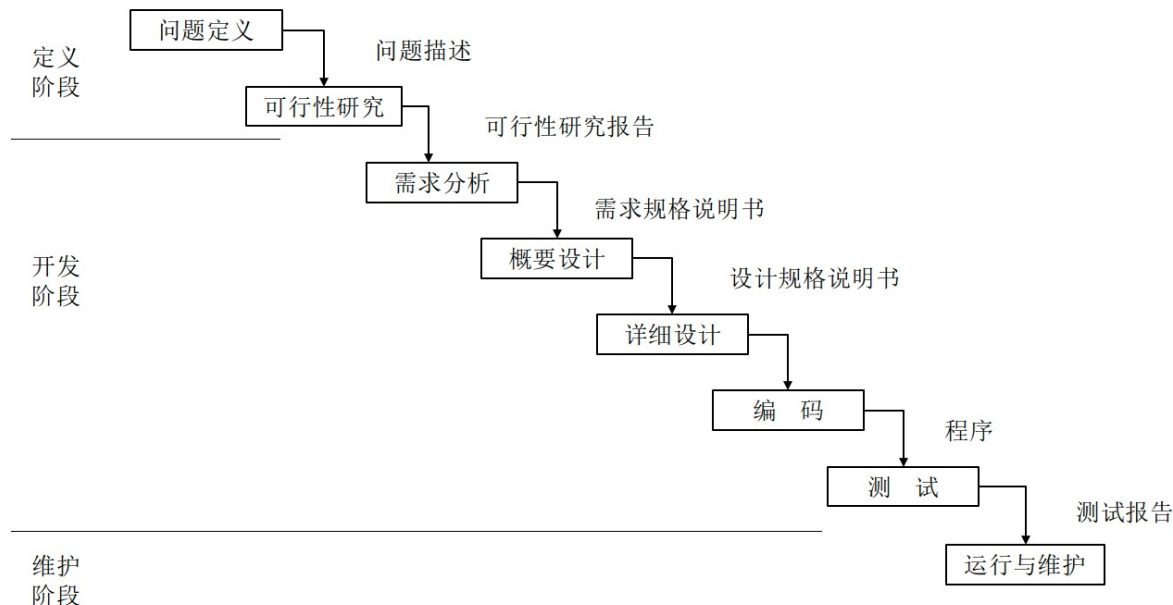 问题定义
问题描述
定义
阶段
可行性研究
可行性研究报告
需求分析
需求规格说明书
开发
阶段
概要设计
设计规格说明书
详细设计
编 码
程序
测 试
测试报告
维护
阶段
运行与维护